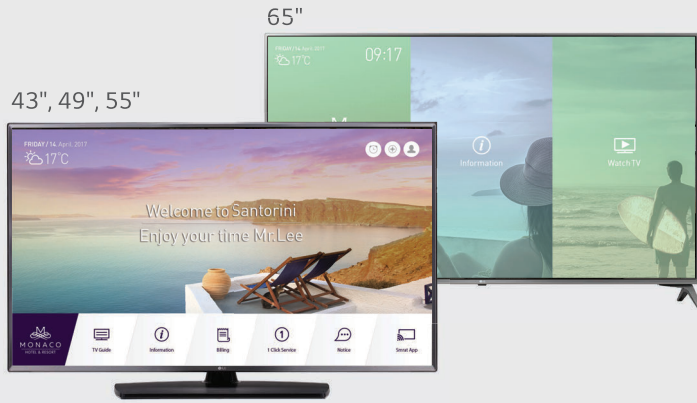 65"
43", 49", 55"
FRIDAY / 14. April. 2017
17°C
09:17
Information
Watch TV
FRIDAY / 14. April. 2017
17°C
Welcome to Santorini
Enjoy your time Mr.Lee
MONACO
HOTEL & RESORT
TV Guide
Information
Billing
1
1 Click Service
Notice
Smart App
LG